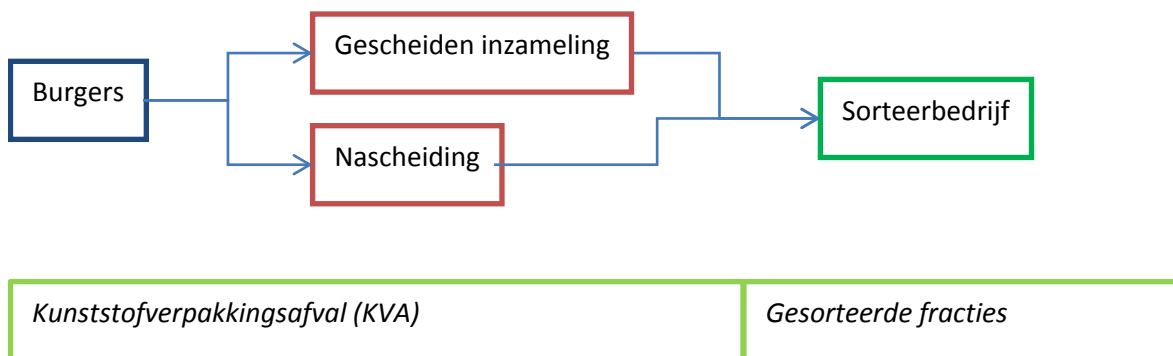 Burgers
Gescheiden inzameling
Nascheiding
Sorteerbedrijf
Kunststofverpakkingsafval (KVA)
Gesorteerde fracties